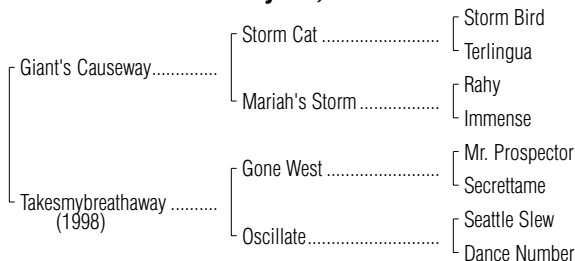 Storm Bird
Storm Cat ........................
Terlingua
Giant's Causeway..............
Rahy
Mariah's Storm ................
Immense
Mr. Prospector
Gone West .......................
Secrettame
Takesmybreathaway ..........
(1998)
Seattle Slew
Oscillate...........................
Dance Number